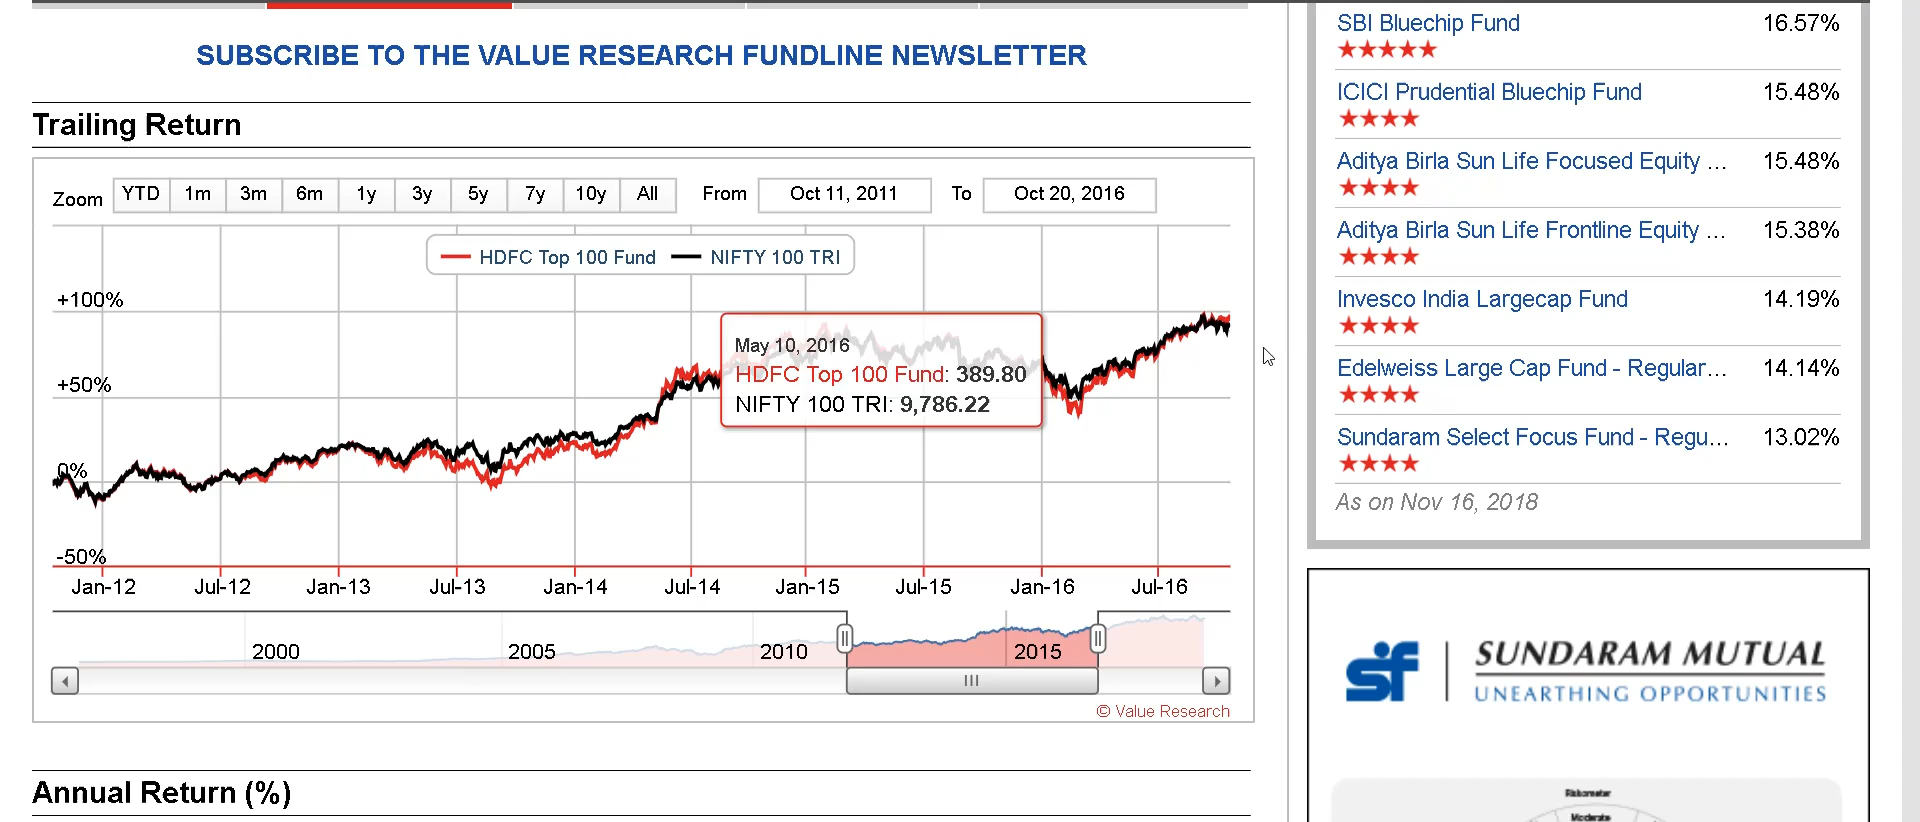 SUBSCRIBE TO THE VALUE RESEARCH FUNDLINE NEWSLETTER
Trailing Return
Zoom YTD 1m 3m 6m 1y 3y 5y 7y 10y All From Oct 11, 2011 To Oct 20, 2016
HDFC Top 100 Fund NIFTY 100 TRI
+100%
+50%
0%
-50%
May 10, 2016
HDFC Top 100 Fund: 389.80
NIFTY 100 TRI: 9,786.22
Jan-12 Jul-12 Jan-13 Jul-13 Jan-14 Jul-14 Jan-15 Jul-15 Jan-16 Jul-16
2000 2005 2010 2015
© Value Research
Annual Return (%)
SBI Bluechip Fund 16.57%
ICICI Prudential Bluechip Fund 15.48%
Aditya Birla Sun Life Focused Equity ... 15.48%
Aditya Birla Sun Life Frontline Equity ... 15.38%
Invesco India Largecap Fund 14.19%
Edelweiss Large Cap Fund - Regular... 14.14%
Sundaram Select Focus Fund - Regu... 13.02%
As on Nov 16, 2018
sf SUNDARAM MUTUAL
UNEARTHING OPPORTUNITIES
Riskometer
Moderate